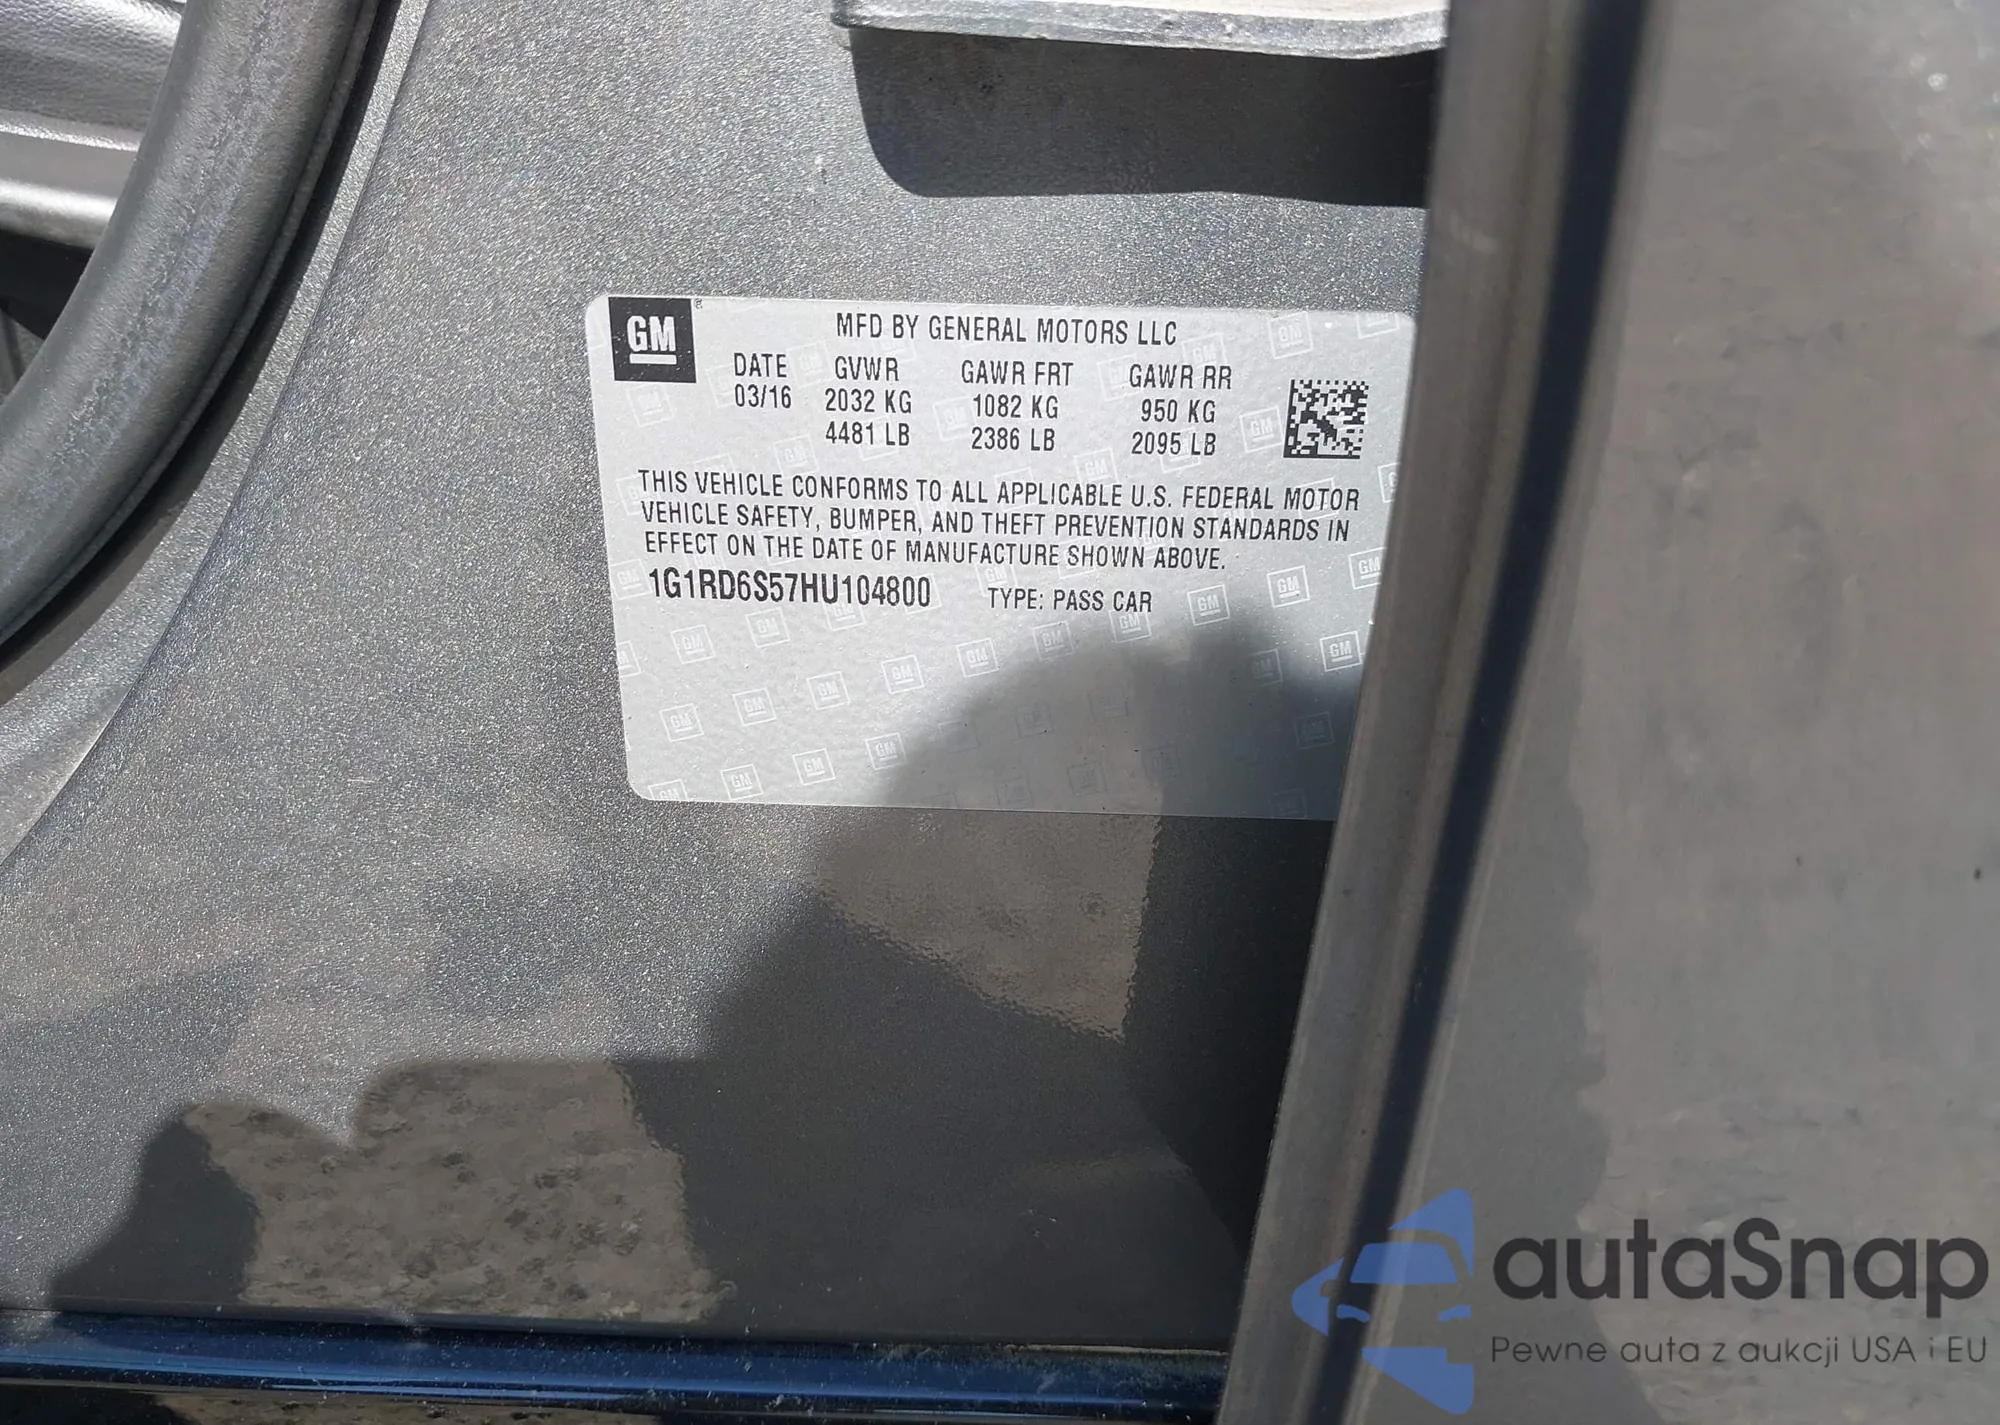 GM
MFD BY GENERAL MOTORS LLC
DATE GVWR GAWR FRT GAWR RR
03/16 2032 KG 1082 KG 950 KG
4481 LB 2386 LB 2095 LB
THIS VEHICLE CONFORMS TO ALL APPLICABLE U.S. FEDERAL MOTOR
VEHICLE SAFETY, BUMPER, AND THEFT PREVENTION STANDARDS IN
EFFECT ON THE DATE OF MANUFACTURE SHOWN ABOVE.
1G1RD6S57HU104800 TYPE: PASS CAR
autaSnap
Pewne auta z aukcji USA i EU